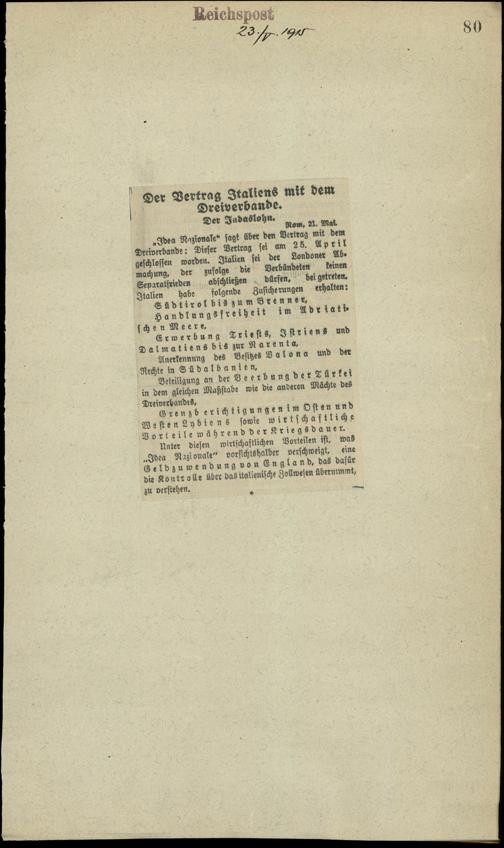 Reichspost
23./V. 1915
80
Der Vertrag Italiens mit dem
Dreiverbande.
Der Judaslohn.
Rom, 21. Mai.
„Idea Nazionale“ sagt über den Vertrag mit dem
Dreiverbande: Dieser Vertrag sei am 25. April
geschlossen worden. Italien sei der Londoner Ab-
machung, der zufolge die Verbündeten keinen
Separatfrieden abschließen dürfen, beigetreten.
Italien habe folgende Zusicherungen erhalten:
Südtirol bis zum Brenner,
Handlungsfreiheit im Adriati-
schen Meere,
Erwerbung Triests, Istriens und
Dalmatiens bis zur Narenta,
Anerkennung des Besitzes Valona und der
Rechte in Südalbanien,
Beteiligung an der Beerbung der Türkei
in dem gleichen Maßstabe wie die anderen Mächte des
Dreiverbandes,
Grenzberichtigungen im Osten und
Westen Lybiens sowie wirtschaftliche
Vorteile während der Kriegsdauer.
Unter diesen wirtschaftlichen Vorteilen ist, was
„Idea Nazionale“ vorsichtshalber verschweigt, eine
Geldzuwendung von England, das dafür
die Kontrolle über das italienische Zollwesen übernimmt,
zu verstehen.